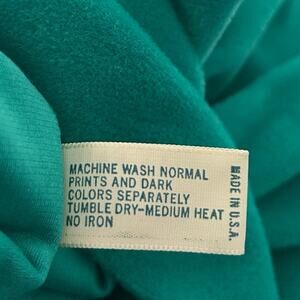 MACHINE WASH NORMAL
PRINTS AND DARK
COLORS SEPARATELY
TUMBLE DRY-MEDIUM HEAT
NO IRON
MADE IN U.S.A.